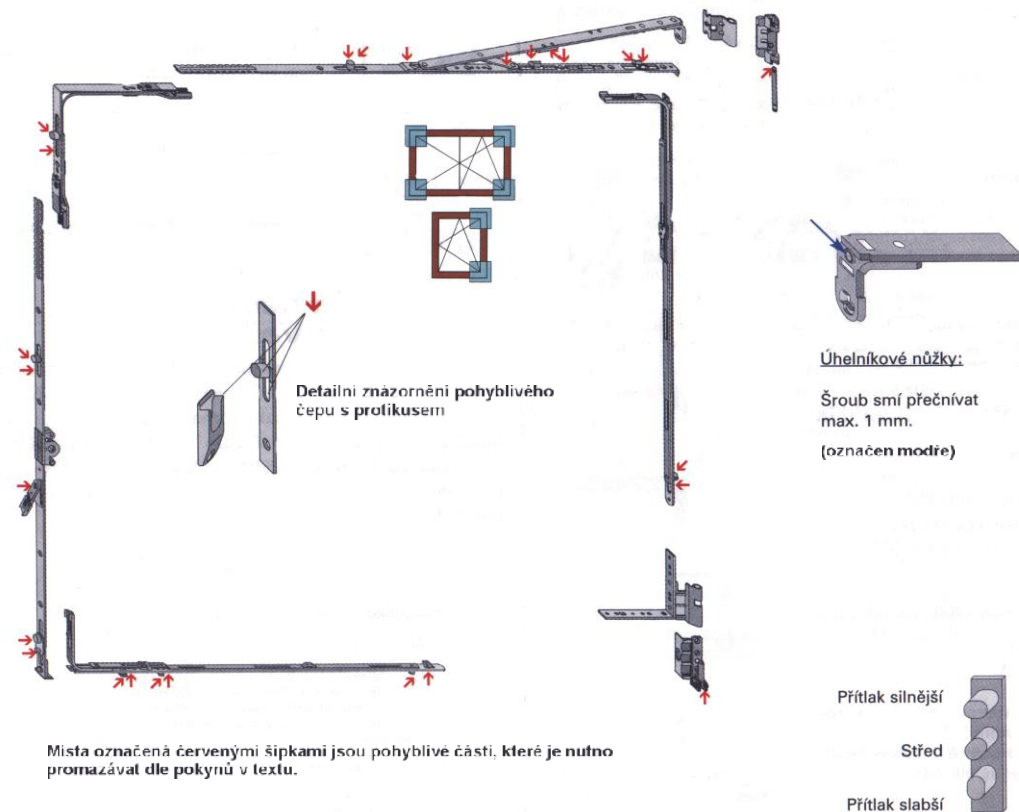 Detailní znázornění pohyblivého
čepu s protikusem
Úhelníkové nůžky:
Šroub smí přečnívat
max. 1 mm.
(označen modře)
Přítlak silnější
Střed
Přítlak slabší
Místa označená červenými šipkami jsou pohyblivé části, které je nutno
promazávat dle pokynů v textu.